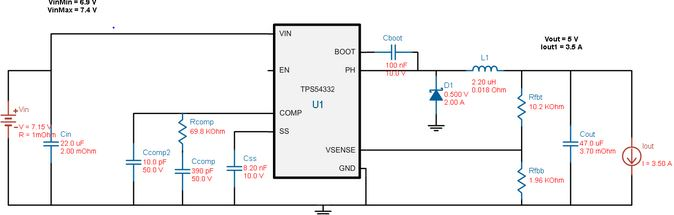 VinMin = 6.9 V
VinMax = 7.4 V
Vin
V = 7.15 V
R = 1mOhm
Cin
22.0 uF
2.00 mOhm
Ccomp2
10.0 pF
50.0 V
Rcomp
69.8 KOhm
Ccomp
390 pF
50.0 V
Css
8.20 nF
10.0 V
VIN
EN
COMP
SS
BOOT
PH
TPS54332
U1
VSENSE
GND
Cboot
100 nF
10.0 V
D1
0.500 V
2.00 A
L1
2.20 uH
0.018 Ohm
Vout = 5 V
Iout1 = 3.5 A
Rfbt
10.2 KOhm
Rfbb
1.96 KOhm
Cout
47.0 uF
3.70 mOhm
Iout
I = 3.50 A